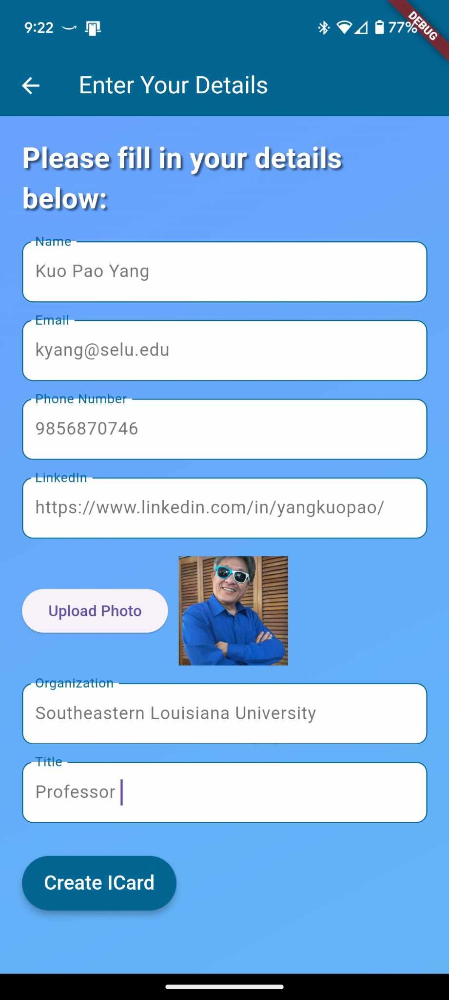 9:22
77%
DEBUG
Enter Your Details
Please fill in your details
below:
Name
Kuo Pao Yang
Email
kyang@selu.edu
Phone Number
9856870746
LinkedIn
https://www.linkedin.com/in/yangkuopao/
Upload Photo
Organization
Southeastern Louisiana University
Title
Professor
Create ICard